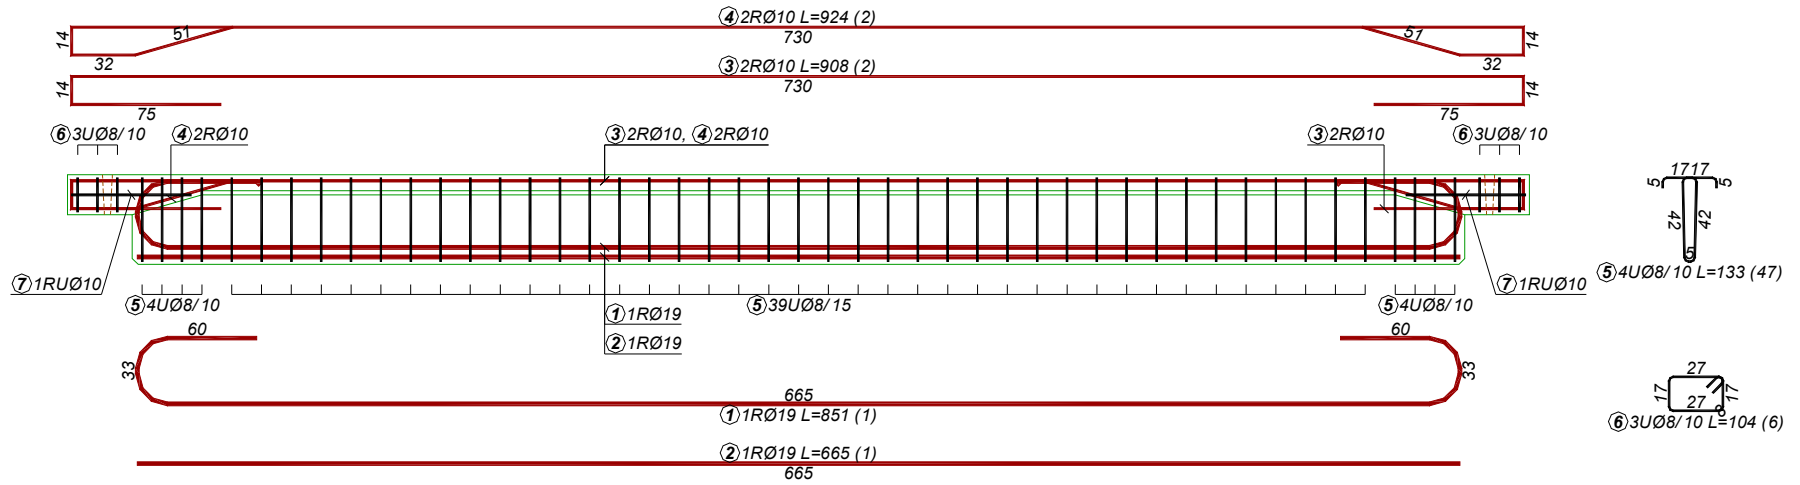 ④2RØ10 L=924 (2)
14
51
730
51
14
32
32
③2RØ10 L=908 (2)
14
730
14
75
75
⑥3UØ8/10
④2RØ10
③2RØ10, ④2RØ10
③2RØ10
⑥3UØ8/10
1717
5
5
42
42
5
⑤4UØ8/10 L=133 (47)
⑦1RUØ10
⑦1RUØ10
⑤4UØ8/10
⑤39UØ8/15
⑤4UØ8/10
①1RØ19
②1RØ19
60
60
33
33
665
①1RØ19 L=851 (1)
27
17
17
27
8
⑥3UØ8/10 L=104 (6)
②1RØ19 L=665 (1)
665